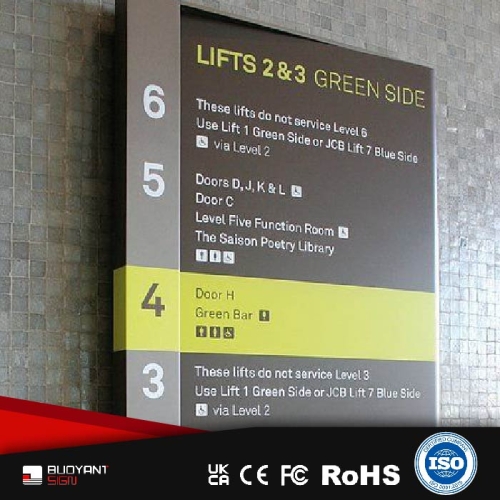 LIFTS 2 & 3 GREEN SIDE
6
These lifts do not service Level 6
Use Lift 1 Green Side or JCB Lift 7 Blue Side
via Level 2
5
Doors D, J, K & L
Door C
Level Five Function Room
The Saison Poetry Library
4
Door H
Green Bar
3
These lifts do not service Level 3
Use Lift 1 Green Side or JCB Lift 7 Blue Side
via Level 2
BUOYANT
SIGN
UK
CA
CE
FC
RoHS
ISO